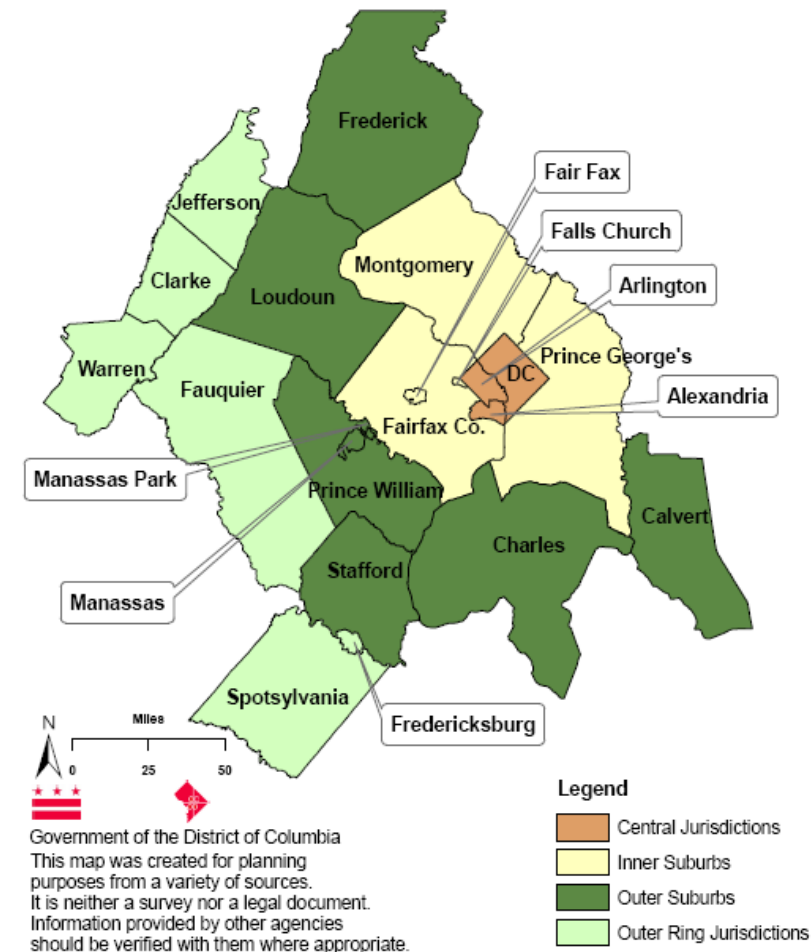 Frederick
Fair Fax
Jefferson
Falls Church
Montgomery
Clarke
Arlington
Loudoun
Prince George's
Warren
DC
Fauquier
Alexandria
Fairfax Co.
Manassas Park
Prince William
Calvert
Charles
Stafford
Manassas
Spotsylvania
Fredericksburg
N
Miles
0 25 50
Legend
Central Jurisdictions
Inner Suburbs
Outer Suburbs
Outer Ring Jurisdictions
Government of the District of Columbia
This map was created for planning
purposes from a variety of sources.
It is neither a survey nor a legal document.
Information provided by other agencies
should be verified with them where appropriate.